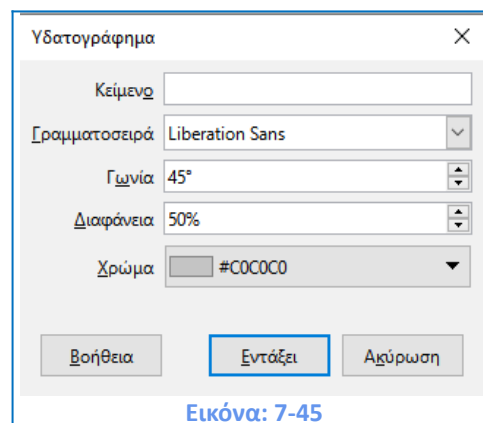 Υδατογράφημα
Κείμενο
Γραμματοσειρά Liberation Sans
Γωνία 45°
Διαφάνεια 50%
Χρώμα #C0C0C0
Βοήθεια Εντάξει Ακύρωση
Εικόνα: 7-45